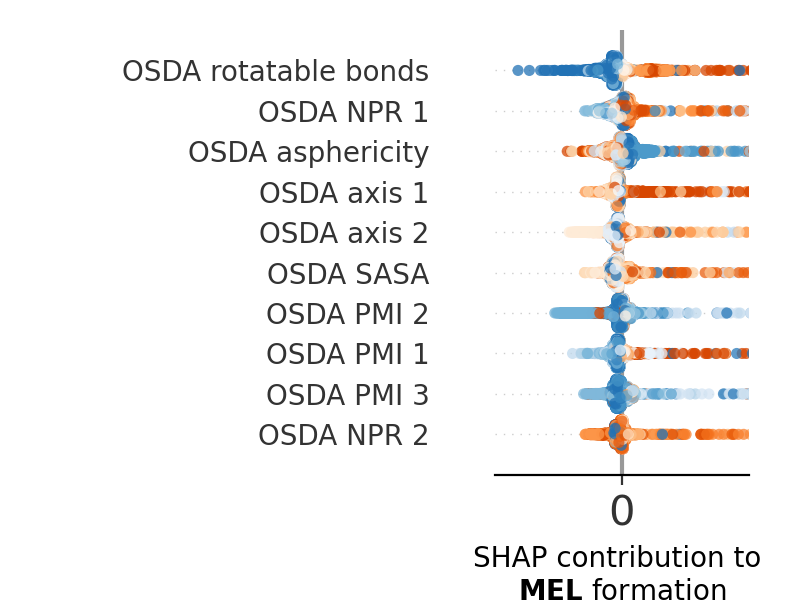 OSDA rotatable bonds
OSDA NPR 1
OSDA asphericity
OSDA axis 1
OSDA axis 2
OSDA SASA
OSDA PMI 2
OSDA PMI 1
OSDA PMI 3
OSDA NPR 2
0
SHAP contribution to
MEL formation